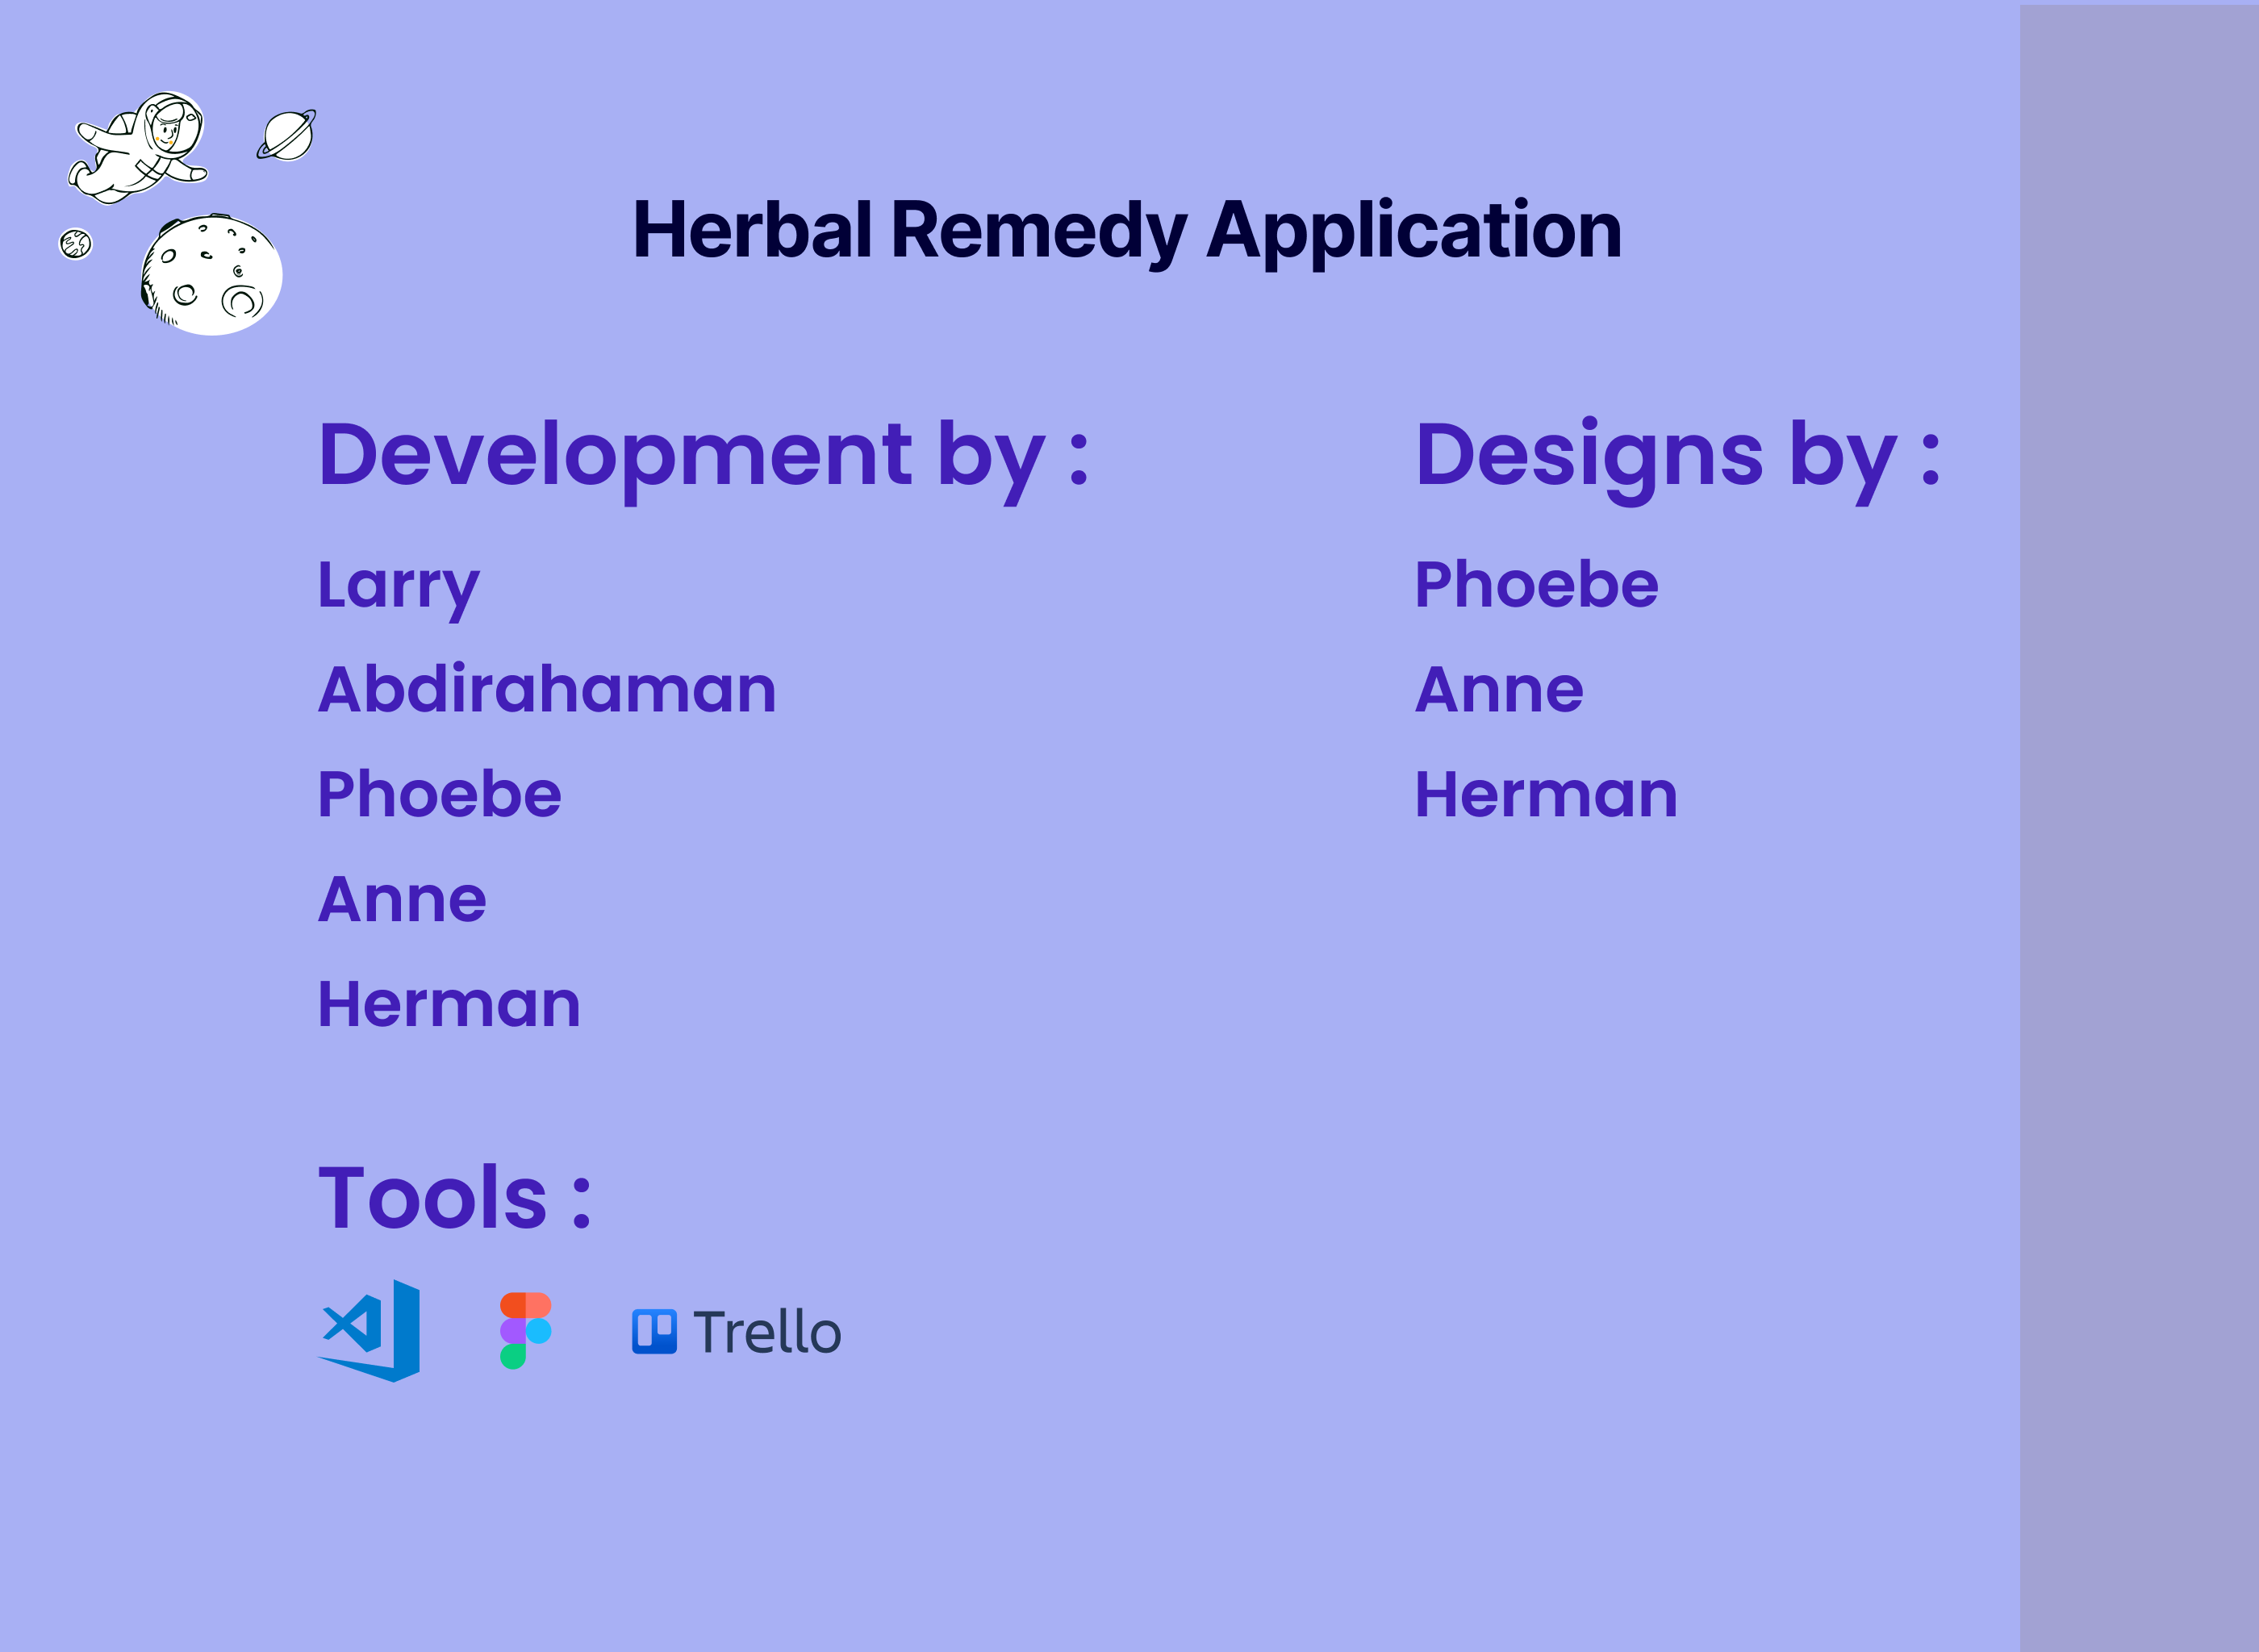 Herbal Remedy Application
Development by :
Larry
Abdirahaman
Phoebe
Anne
Herman
Designs by :
Phoebe
Anne
Herman
Tools :
Trello